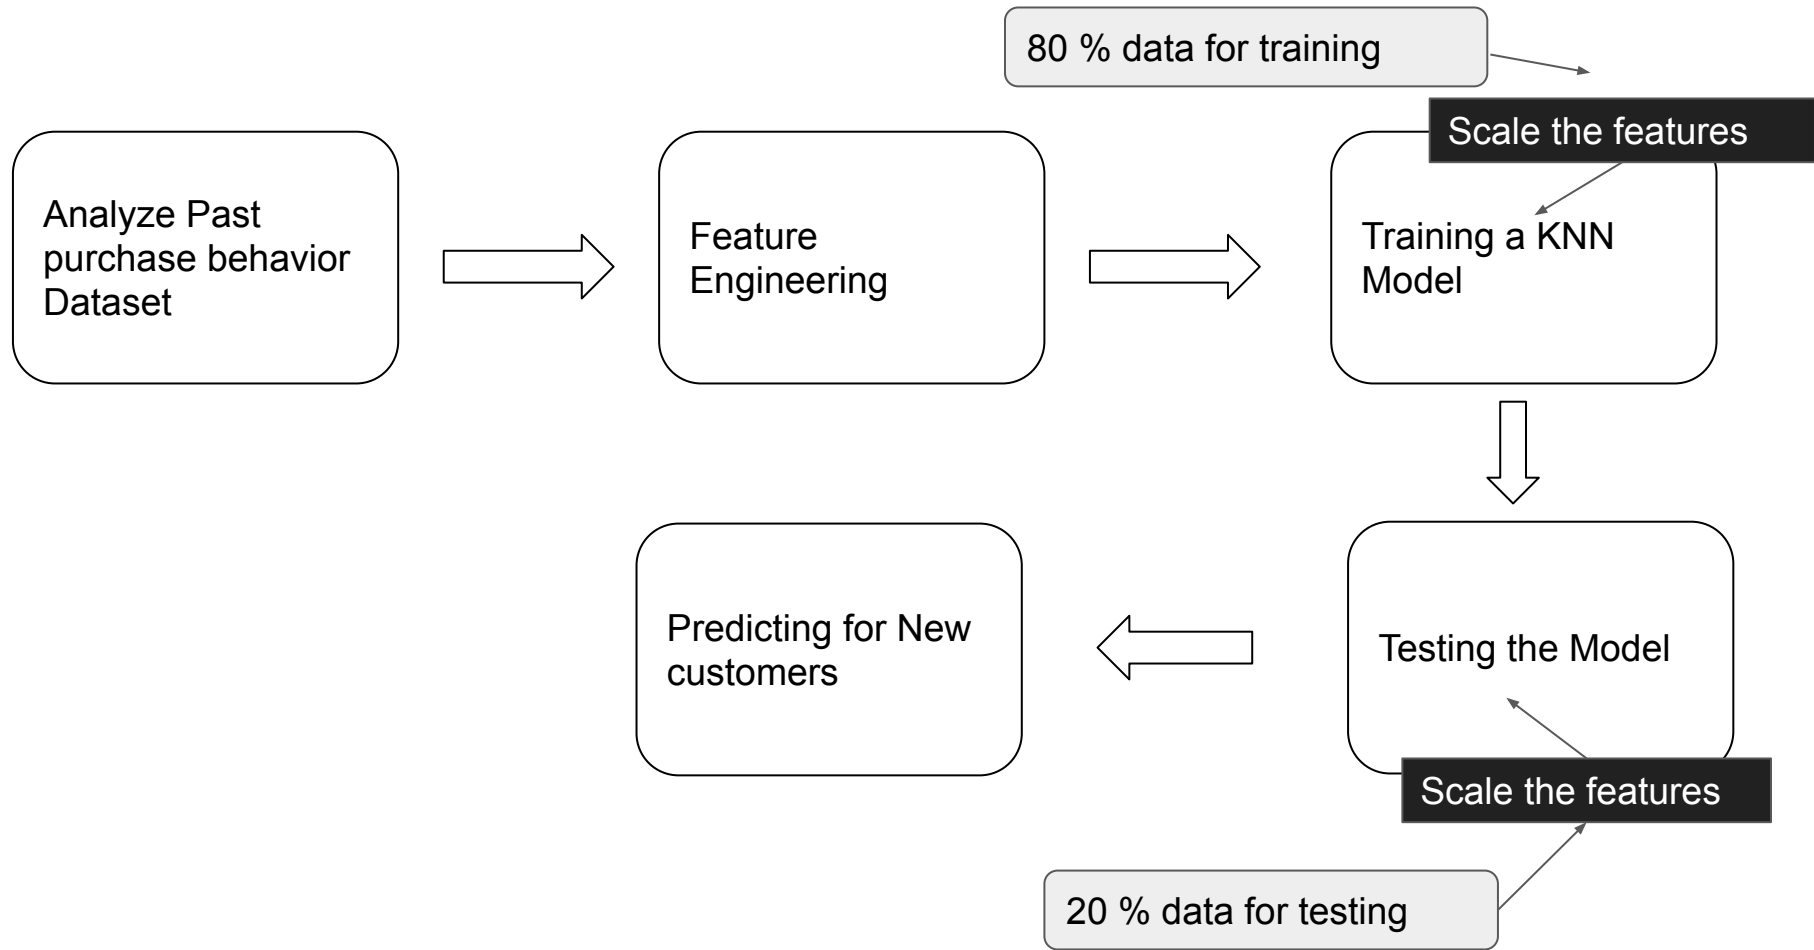 80 % data for training
Scale the features
Analyze Past
purchase behavior
Dataset
Feature
Engineering
Training a KNN
Model
Predicting for New
customers
Testing the Model
Scale the features
20 % data for testing